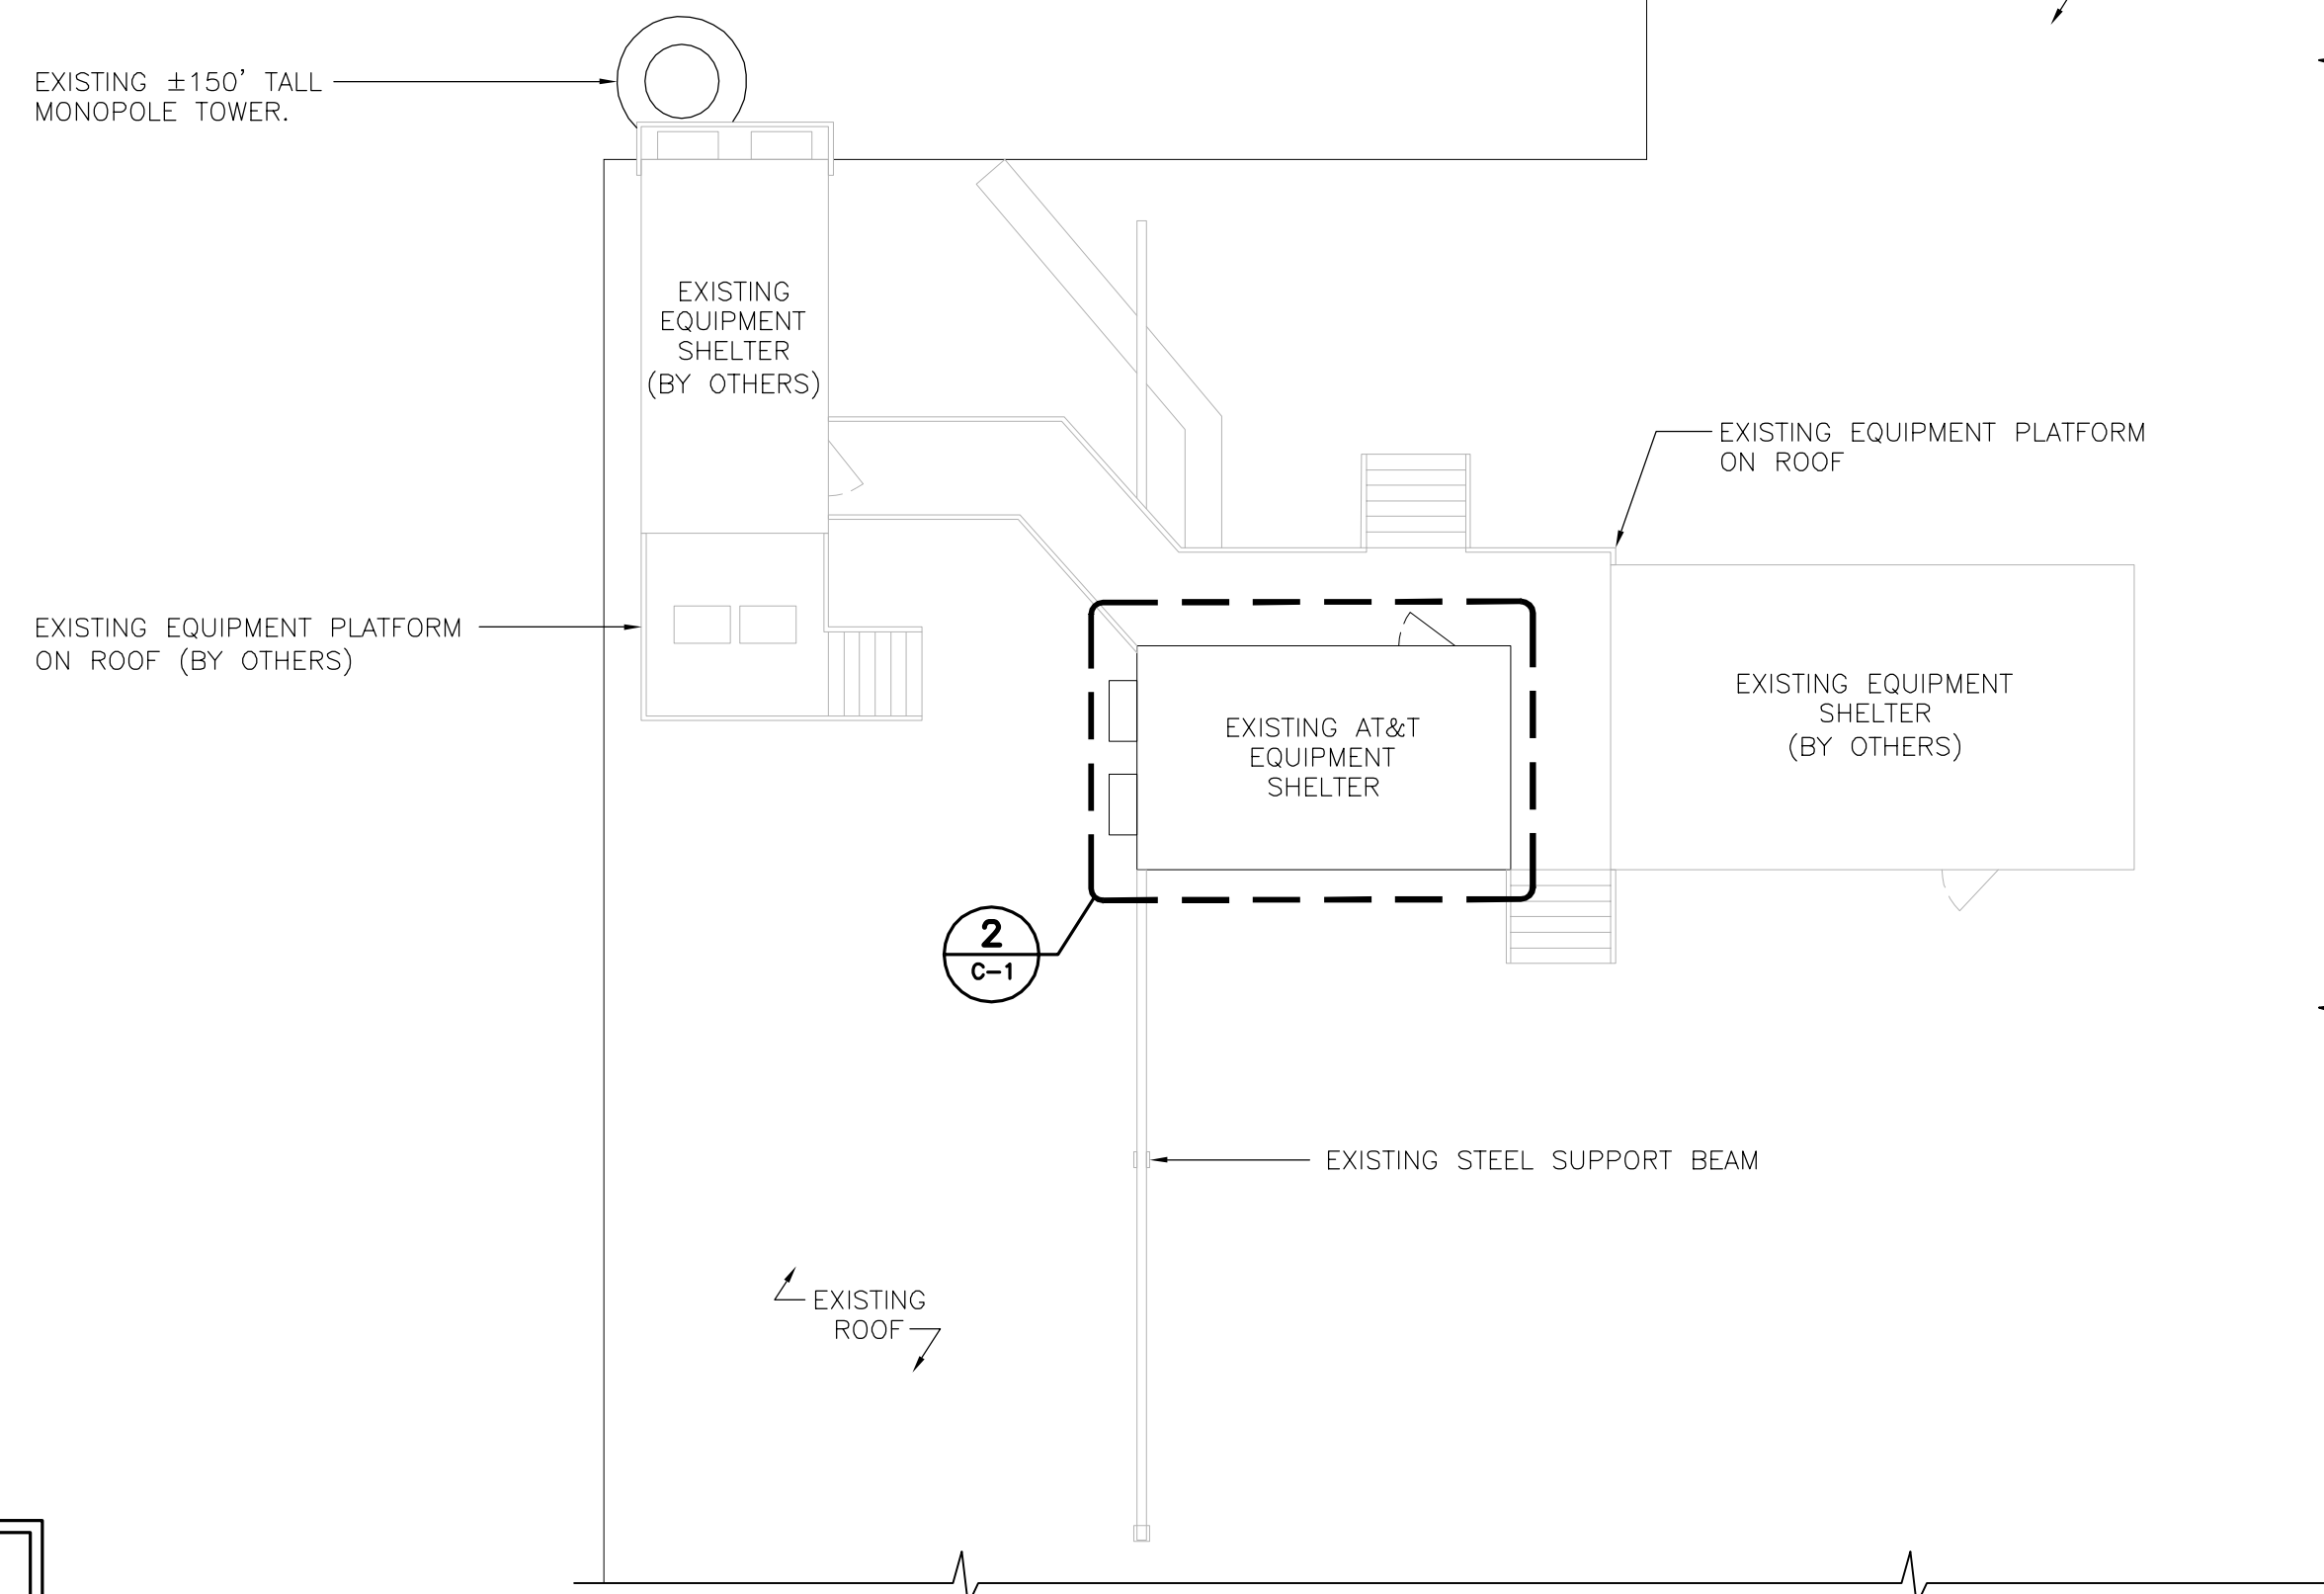 EXISTING ±150' TALL
MONOPOLE TOWER.
EXISTING
EQUIPMENT
SHELTER
(BY OTHERS)
EXISTING EQUIPMENT PLATFORM
ON ROOF
EXISTING EQUIPMENT PLATFORM
ON ROOF (BY OTHERS)
EXISTING AT&T
EQUIPMENT
SHELTER
EXISTING EQUIPMENT
SHELTER
(BY OTHERS)
2
C-1
EXISTING STEEL SUPPORT BEAM
EXISTING
ROOF